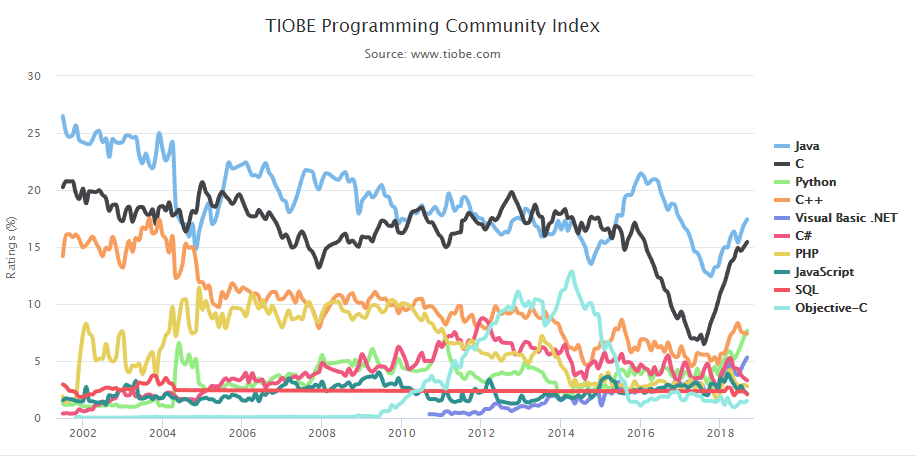 TIOBE Programming Community Index
Source: www.tiobe.com
Ratings (%)
30
25
20
15
10
5
0
2002 2004 2006 2008 2010 2012 2014 2016 2018
Java
C
Python
C++
Visual Basic .NET
C#
PHP
JavaScript
SQL
Objective-C